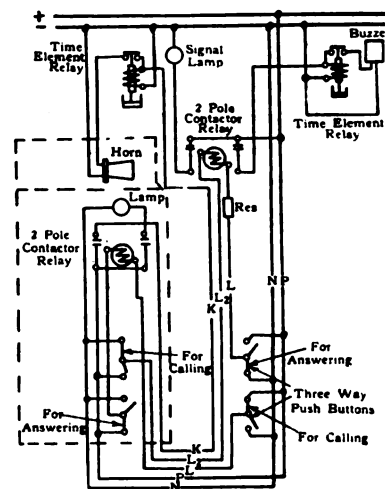 +
−
Time
Element
Relay
Signal
Lamp
Buzzer
2 Pole
Contactor
Relay
Time Element
Relay
Horn
Lamp
Res
2 Pole
Contactor
Relay
L
L2
K
N P
For
Answering
For
Calling
Three Way
Push Buttons
For
Answering
For Calling
K
L
L
P
N